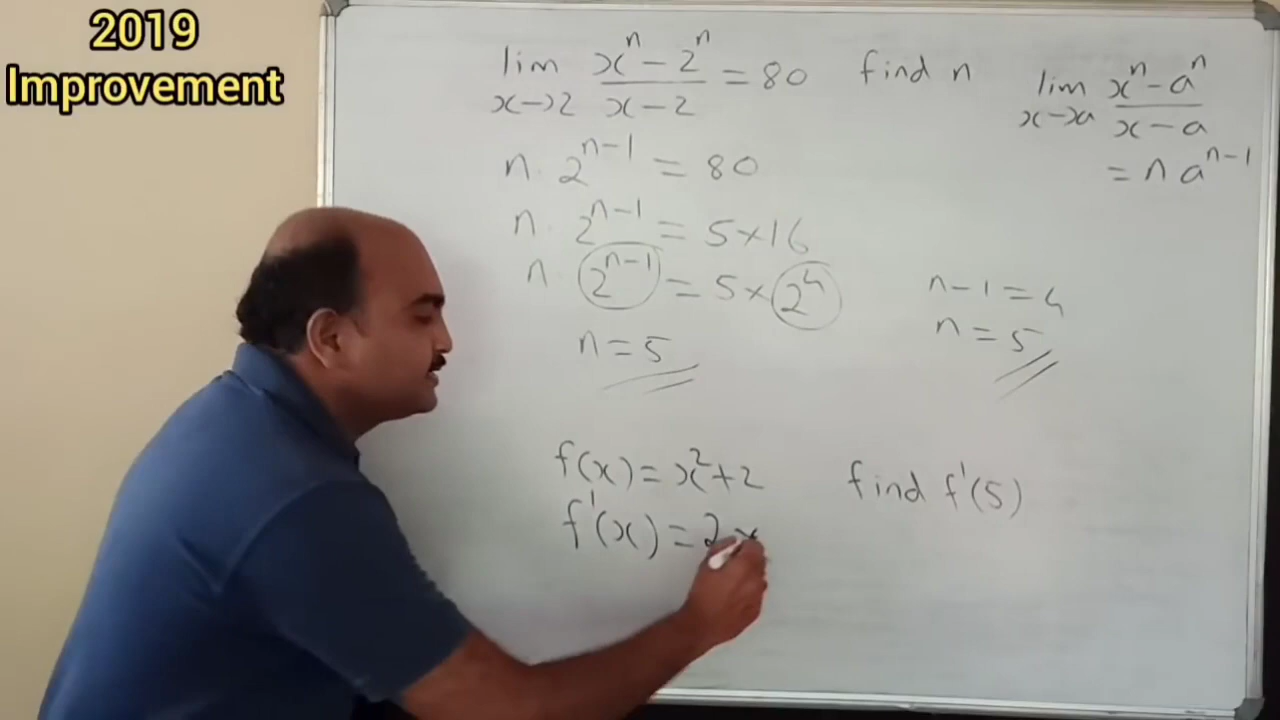 2019
Improvement
lim x→2 (xⁿ − 2ⁿ)/(x − 2) = 80 find n
lim x→a (xⁿ − aⁿ)/(x − a)
= n aⁿ⁻¹
n · 2ⁿ⁻¹ = 80
n · 2ⁿ⁻¹ = 5×16
n · 2ⁿ⁻¹ = 5 × 2⁴
n = 5
n − 1 = 4
n = 5
f(x) = x² + 2 find f'(5)
f'(x) = 2x